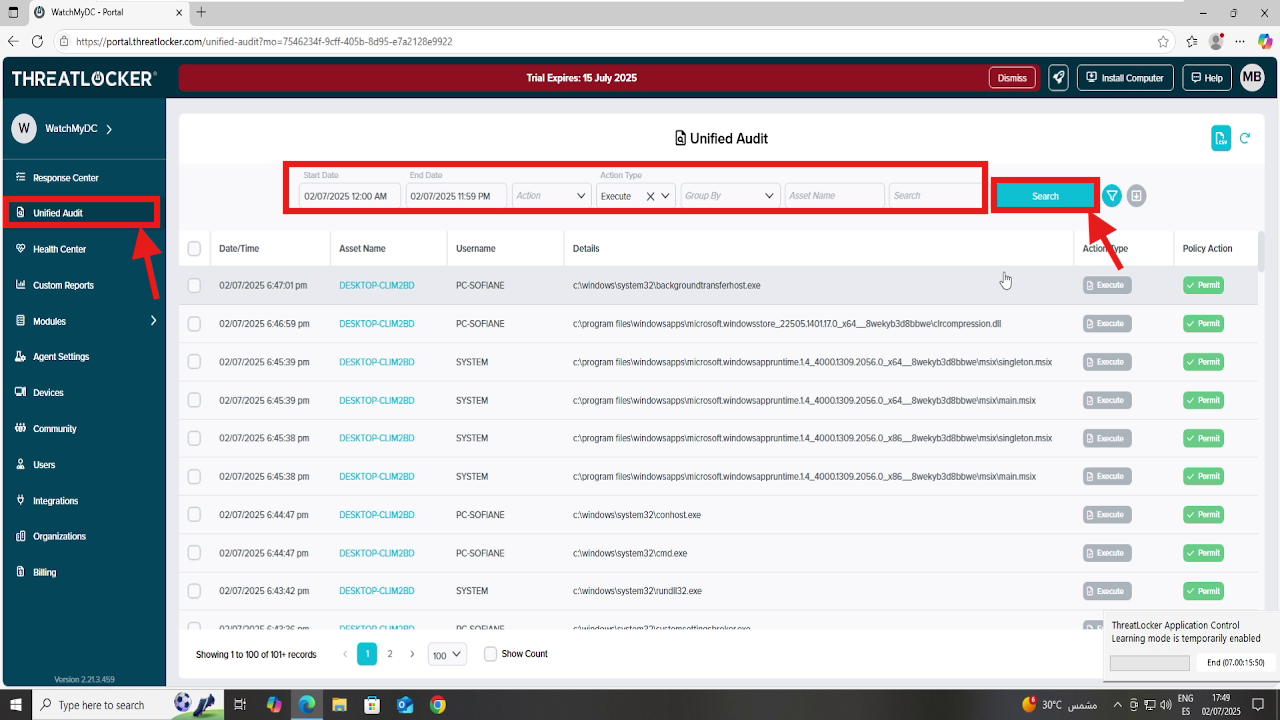 WatchMyDC - Portal.threatlocker.com
https://portal.threatlocker.com/unified-audit?mo=7546234f-9cff-405b-8d95-e7a2128e9922
THREATLOCKER®
Trial Expires: 15 July 2025
Dismiss
Install Computer
Help
MB
W
WatchMyDC
Response Center
Unified Audit
Health Center
Custom Reports
Modules
Agent Settings
Devices
Community
Users
Integrations
Organizations
Billing
Version 2.21.3.459
Unified Audit
CSV
Start Date End Date Action Type
02/07/2025 12:00 AM 02/07/2025 11:59 PM Action Execute Group By Asset Name Search Search
Date/Time Asset Name Username Details Action Type Policy Action
02/07/2025 6:47:01 pm DESKTOP-CLIM2BD PC-SOFIANE c:\windows\system32\backgroundtransferhost.exe Execute Permit
02/07/2025 6:46:59 pm DESKTOP-CLIM2BD PC-SOFIANE c:\program files\windowsapps\microsoft.windowsstore_22505.1401.17.0_x64__8wekyb3d8bbwe\clrcompression.dll Execute Permit
02/07/2025 6:45:39 pm DESKTOP-CLIM2BD SYSTEM c:\program files\windowsapps\microsoft.windowsappruntime.1.4_4000.1309.2056.0_x64__8wekyb3d8bbwe\msix\singleton.msix Execute Permit
02/07/2025 6:45:39 pm DESKTOP-CLIM2BD SYSTEM c:\program files\windowsapps\microsoft.windowsappruntime.1.4_4000.1309.2056.0_x64__8wekyb3d8bbwe\msix\main.msix Execute Permit
02/07/2025 6:45:38 pm DESKTOP-CLIM2BD SYSTEM c:\program files\windowsapps\microsoft.windowsappruntime.1.4_4000.1309.2056.0_x86__8wekyb3d8bbwe\msix\singleton.msix Execute Permit
02/07/2025 6:45:38 pm DESKTOP-CLIM2BD SYSTEM c:\program files\windowsapps\microsoft.windowsappruntime.1.4_4000.1309.2056.0_x86__8wekyb3d8bbwe\msix\main.msix Execute Permit
02/07/2025 6:44:47 pm DESKTOP-CLIM2BD PC-SOFIANE c:\windows\system32\conhost.exe Execute Permit
02/07/2025 6:44:47 pm DESKTOP-CLIM2BD PC-SOFIANE c:\windows\system32\cmd.exe Execute Permit
02/07/2025 6:43:42 pm DESKTOP-CLIM2BD SYSTEM c:\windows\system32\rundll32.exe Execute Permit
02/07/2025 6:43:36 pm DESKTOP-CLIM2BD PC-SOFIANE c:\windows\system32\systemsettingsbroker.exe
Showing 1 to 100 of 101+ records 1 2 100 Show Count
ThreatLocker Application Control
Learning mode is temporarily enabled
End (07.00:15:50)
Type here to search
30°C
17/09